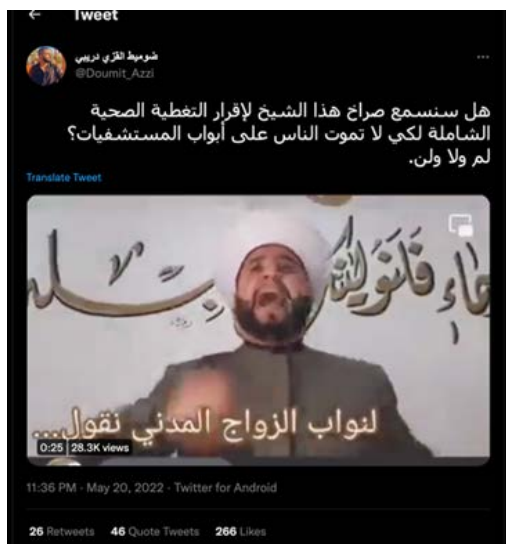 Tweet
ضوميط القزي دريبي
@Doumit_Azzi
هل سنسمع صراخ هذا الشيخ لإقرار التغطية الصحية
الشاملة لكي لا تموت الناس على أبواب المستشفيات؟
لم ولا ولن.
Translate Tweet
فلنولينك
لنواب الزواج المدني نقول...
0:25 28.3K views
11:36 PM · May 20, 2022 · Twitter for Android
26 Retweets 46 Quote Tweets 266 Likes